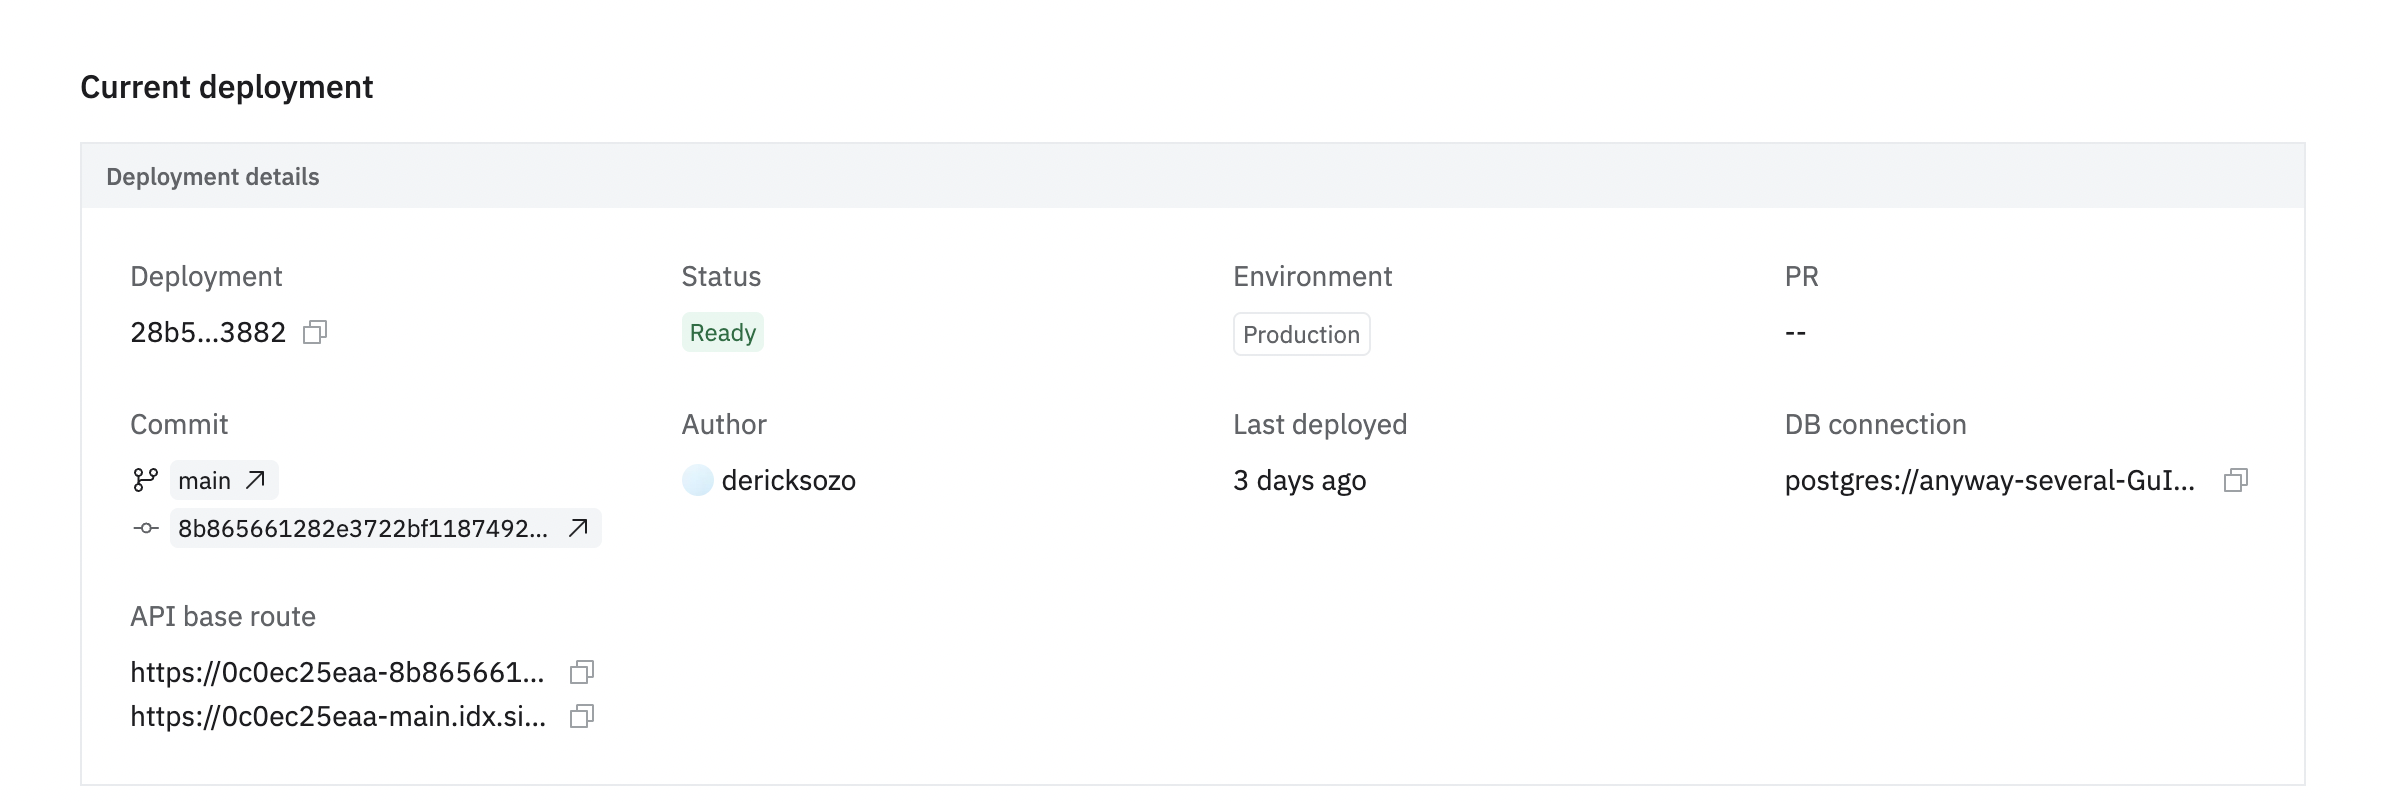 Current deployment
Deployment details
Deployment
28b5...3882
Status
Ready
Environment
Production
PR
--
Commit
main
8b865661282e3722bf1187492...
Author
dericksozo
Last deployed
3 days ago
DB connection
postgres://anyway-several-GuI...
API base route
https://0c0ec25eaa-8b865661...
https://0c0ec25eaa-main.idx.si...